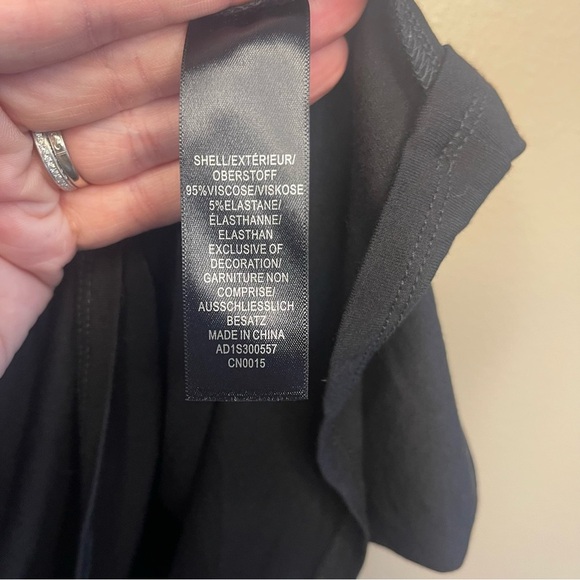 SHELL/EXTÉRIEUR/
OBERSTOFF
95%VISCOSE/VISKOSE
5%ELASTANE/
ÉLASTHANNE/
ELASTHAN
EXCLUSIVE OF
DECORATION/
GARNITURE NON
COMPRISE/
AUSSCHLIESSLICH
BESATZ
MADE IN CHINA
AD1S300557
CN0015